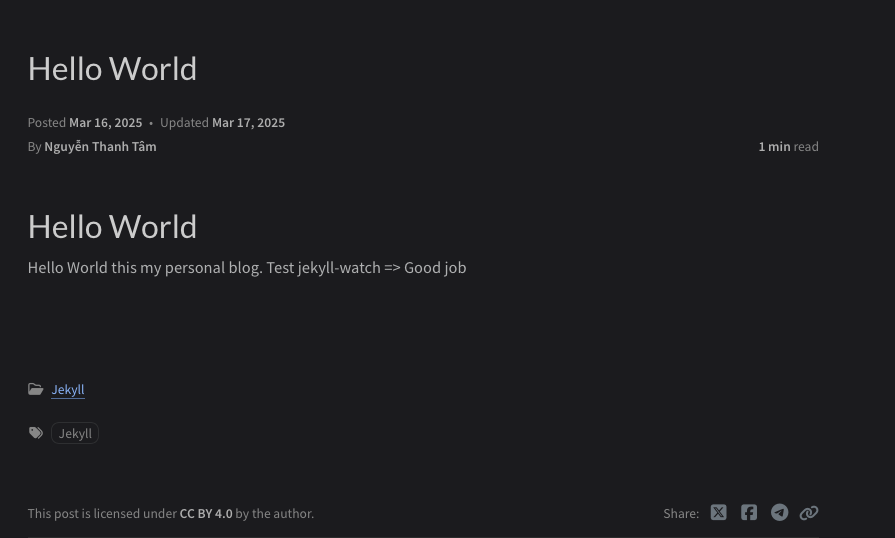 Hello World
Posted Mar 16, 2025 • Updated Mar 17, 2025
By Nguyễn Thanh Tâm 1 min read
Hello World
Hello World this my personal blog. Test jekyll-watch => Good job
Jekyll
Jekyll
This post is licensed under CC BY 4.0 by the author. Share: